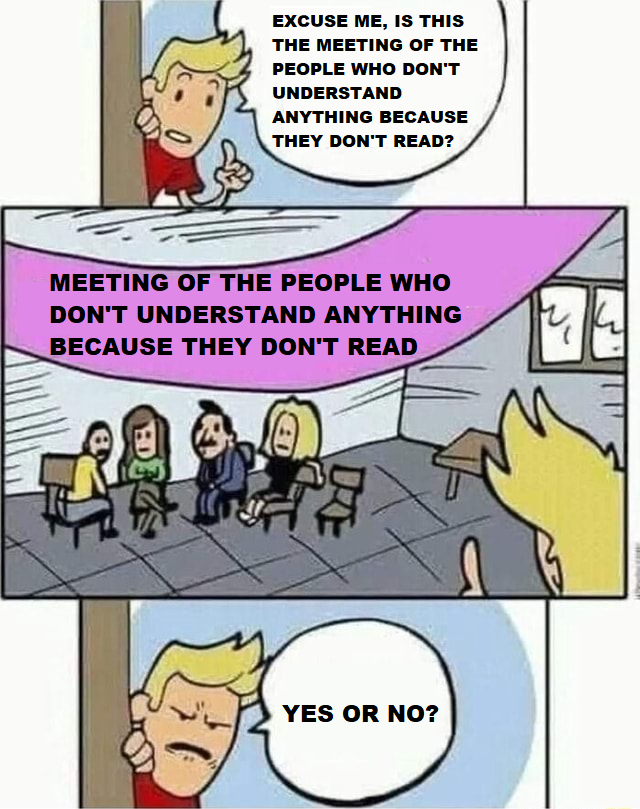 EXCUSE ME, IS THIS
THE MEETING OF THE
PEOPLE WHO DON'T
UNDERSTAND
ANYTHING BECAUSE
THEY DON'T READ?
MEETING OF THE PEOPLE WHO
DON'T UNDERSTAND ANYTHING
BECAUSE THEY DON'T READ
YES OR NO?